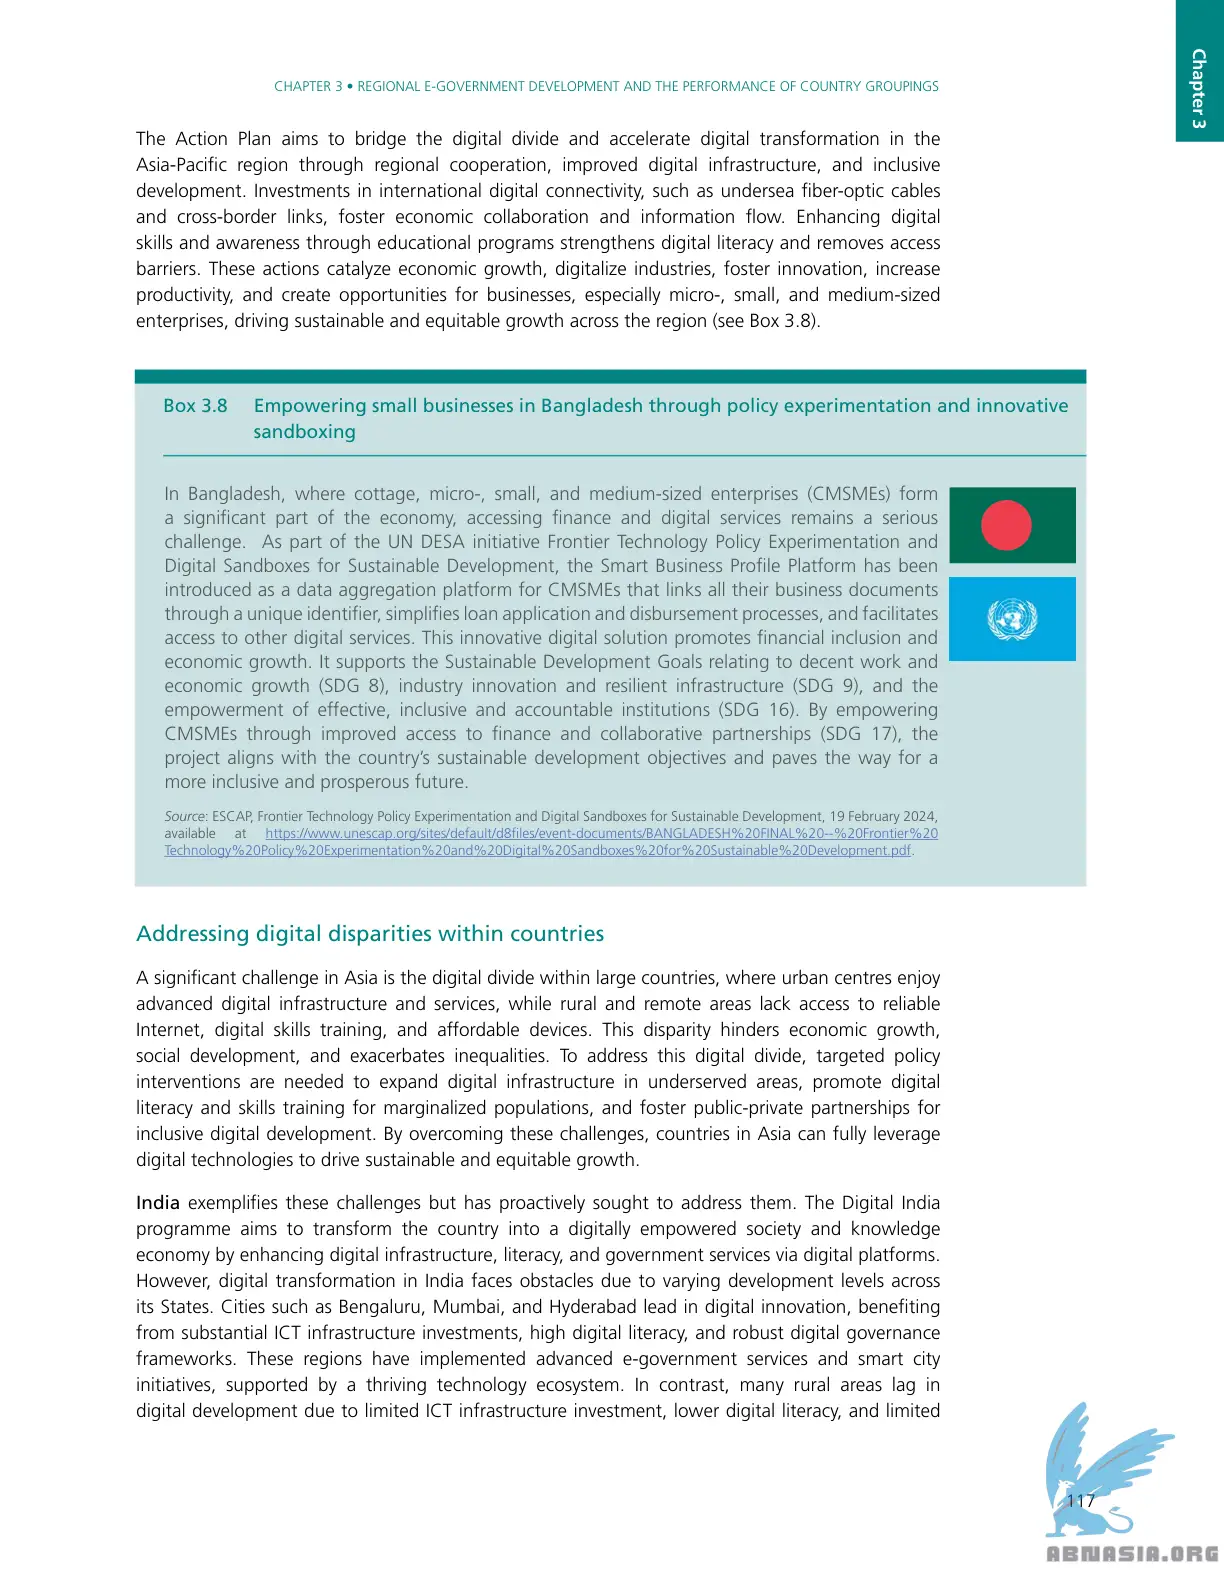 Chapter 3
CHAPTER 3 • REGIONAL E-GOVERNMENT DEVELOPMENT AND THE PERFORMANCE OF COUNTRY GROUPINGS
The Action Plan aims to bridge the digital divide and accelerate digital transformation in the
Asia-Pacific region through regional cooperation, improved digital infrastructure, and inclusive
development. Investments in international digital connectivity, such as undersea fiber-optic cables
and cross-border links, foster economic collaboration and information flow. Enhancing digital
skills and awareness through educational programs strengthens digital literacy and removes access
barriers. These actions catalyze economic growth, digitalize industries, foster innovation, increase
productivity, and create opportunities for businesses, especially micro-, small, and medium-sized
enterprises, driving sustainable and equitable growth across the region (see Box 3.8).
Box 3.8 Empowering small businesses in Bangladesh through policy experimentation and innovative
sandboxing
In Bangladesh, where cottage, micro-, small, and medium-sized enterprises (CMSMEs) form
a significant part of the economy, accessing finance and digital services remains a serious
challenge. As part of the UN DESA initiative Frontier Technology Policy Experimentation and
Digital Sandboxes for Sustainable Development, the Smart Business Profile Platform has been
introduced as a data aggregation platform for CMSMEs that links all their business documents
through a unique identifier, simplifies loan application and disbursement processes, and facilitates
access to other digital services. This innovative digital solution promotes financial inclusion and
economic growth. It supports the Sustainable Development Goals relating to decent work and
economic growth (SDG 8), industry innovation and resilient infrastructure (SDG 9), and the
empowerment of effective, inclusive and accountable institutions (SDG 16). By empowering
CMSMEs through improved access to finance and collaborative partnerships (SDG 17), the
project aligns with the country’s sustainable development objectives and paves the way for a
more inclusive and prosperous future.
Source: ESCAP, Frontier Technology Policy Experimentation and Digital Sandboxes for Sustainable Development, 19 February 2024,
available at https://www.unescap.org/sites/default/d8files/event-documents/BANGLADESH%20FINAL%20--%20Frontier%20
Technology%20Policy%20Experimentation%20and%20Digital%20Sandboxes%20for%20Sustainable%20Development.pdf.
Addressing digital disparities within countries
A significant challenge in Asia is the digital divide within large countries, where urban centres enjoy
advanced digital infrastructure and services, while rural and remote areas lack access to reliable
Internet, digital skills training, and affordable devices. This disparity hinders economic growth,
social development, and exacerbates inequalities. To address this digital divide, targeted policy
interventions are needed to expand digital infrastructure in underserved areas, promote digital
literacy and skills training for marginalized populations, and foster public-private partnerships for
inclusive digital development. By overcoming these challenges, countries in Asia can fully leverage
digital technologies to drive sustainable and equitable growth.
India exemplifies these challenges but has proactively sought to address them. The Digital India
programme aims to transform the country into a digitally empowered society and knowledge
economy by enhancing digital infrastructure, literacy, and government services via digital platforms.
However, digital transformation in India faces obstacles due to varying development levels across
its States. Cities such as Bengaluru, Mumbai, and Hyderabad lead in digital innovation, benefiting
from substantial ICT infrastructure investments, high digital literacy, and robust digital governance
frameworks. These regions have implemented advanced e-government services and smart city
initiatives, supported by a thriving technology ecosystem. In contrast, many rural areas lag in
digital development due to limited ICT infrastructure investment, lower digital literacy, and limited
117
ABNASIA.ORG